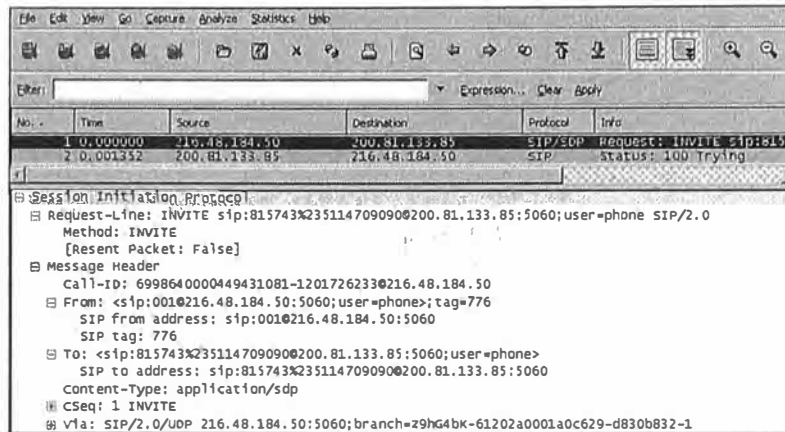 File Edit View Go Capture Analyze Statistics Help
Filter: Expression... Clear Apply
No. . Time Source Destination Protocol Info
1 0.000000 216.48.184.50 200.81.133.85 SIP/SDP Request: INVITE sip:815
2 0.001352 200.81.133.85 216.48.184.50 SIP Status: 100 Trying
Session Initiation Protocol
Request-Line: INVITE sip:815743%2351147090900@200.81.133.85:5060;user=phone SIP/2.0
Method: INVITE
[Resent Packet: False]
Message Header
Call-ID: 6998640000449431081-1201726233@216.48.184.50
From: <sip:001@216.48.184.50:5060;user=phone>;tag=776
SIP from address: sip:001@216.48.184.50:5060
SIP tag: 776
To: <sip:815743%2351147090900@200.81.133.85:5060;user=phone>
SIP to address: sip:815743%2351147090900@200.81.133.85:5060
Content-Type: application/sdp
CSeq: 1 INVITE
Via: SIP/2.0/UDP 216.48.184.50:5060;branch=z9hG4bK-61202a0001a0c629-d830b832-1